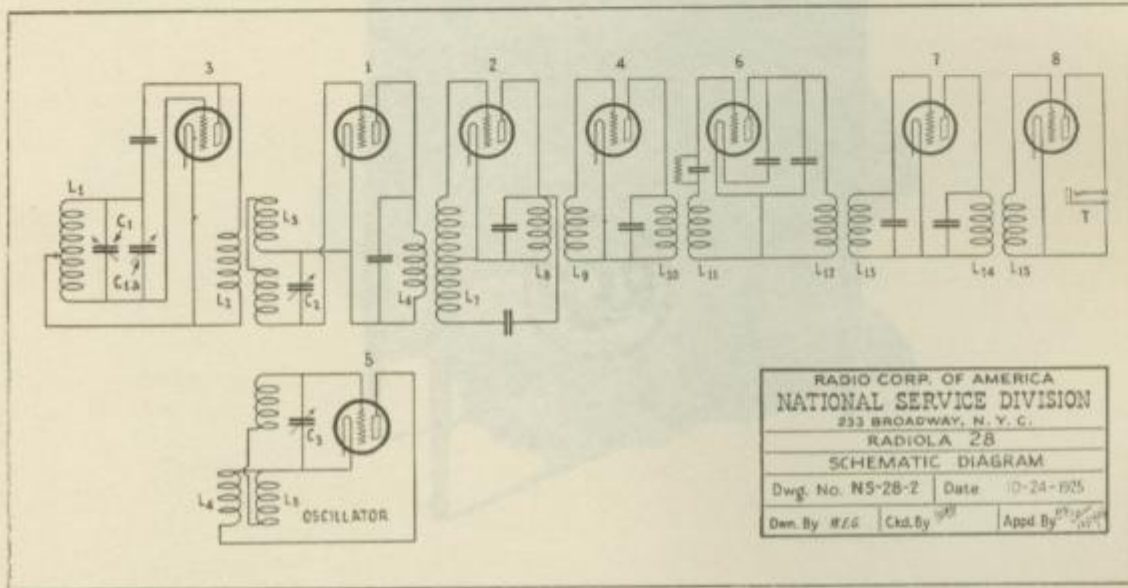 3 1 2 4 6 7 8
L1 C1 C1A L2 L3 C2 L6 L7 L8 L9 L10 L11 L12 L13 L14 L15 T
5
C3
L4 L5 OSCILLATOR
RADIO CORP. OF AMERICA
NATIONAL SERVICE DIVISION
233 BROADWAY, N. Y. C.
RADIOLA 28
SCHEMATIC DIAGRAM
Dwg. No. NS-28-2 Date 10-24-1925
Dwn. By W.E.G. Ckd. By Appd. By